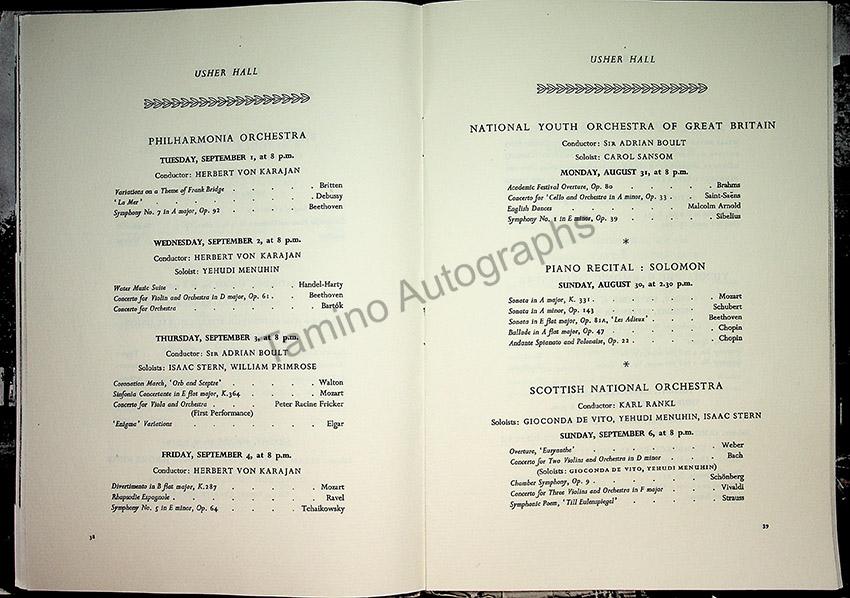 USHER HALL
PHILHARMONIA ORCHESTRA
TUESDAY, SEPTEMBER 1, at 8 p.m.
Conductor: HERBERT VON KARAJAN
Variations on a Theme of Frank Bridge . . . . . Britten
'La Mer' . . . . . . . Debussy
Symphony No. 7 in A major, Op. 92 . . . . . Beethoven
WEDNESDAY, SEPTEMBER 2, at 8 p.m.
Conductor: HERBERT VON KARAJAN
Soloist: YEHUDI MENUHIN
Water Music Suite . . . . . . Handel-Harty
Concerto for Violin and Orchestra in D major, Op. 61 . . . Beethoven
Concerto for Orchestra . . . . . . Bartók
THURSDAY, SEPTEMBER 3, at 8 p.m.
Conductor: SIR ADRIAN BOULT
Soloists: ISAAC STERN, WILLIAM PRIMROSE
Coronation March, 'Orb and Sceptre' . . . . . Walton
Sinfonia Concertante in E flat major, K.364 . . . . Mozart
Concerto for Viola and Orchestra . . . . Peter Racine Fricker
(First Performance)
'Enigma' Variations . . . . . . Elgar
FRIDAY, SEPTEMBER 4, at 8 p.m.
Conductor: HERBERT VON KARAJAN
Divertimento in B flat major, K.287 . . . . . Mozart
Rhapsodie Espagnole . . . . . . . Ravel
Symphony No. 5 in E minor, Op. 64 . . . . Tchaikowsky
38
USHER HALL
NATIONAL YOUTH ORCHESTRA OF GREAT BRITAIN
Conductor: SIR ADRIAN BOULT
Soloist: CAROL SANSOM
MONDAY, AUGUST 31, at 8 p.m.
Academic Festival Overture, Op. 80 . . . . . Brahms
Concerto for 'Cello and Orchestra in A minor, Op. 33 . . . Saint-Saëns
English Dances . . . . . . Malcolm Arnold
Symphony No. 1 in E minor, Op. 39 . . . . . Sibelius
*
PIANO RECITAL : SOLOMON
SUNDAY, AUGUST 30, at 2.30 p.m.
Sonata in A major, K. 331 . . . . . . Mozart
Sonata in A minor, Op. 143 . . . . . . Schubert
Sonata in E flat major, Op. 81A, 'Les Adieux' . . . . Beethoven
Ballade in A flat major, Op. 47 . . . . . Chopin
Andante Spianato and Polonaise, Op. 22 . . . . . Chopin
*
SCOTTISH NATIONAL ORCHESTRA
Conductor: KARL RANKL
Soloists: GIOCONDA DE VITO, YEHUDI MENUHIN, ISAAC STERN
SUNDAY, SEPTEMBER 6, at 8 p.m.
Overture, 'Euryanthe' . . . . . . Weber
Concerto for Two Violins and Orchestra in D minor . . . . Bach
(Soloists: GIOCONDA DE VITO, YEHUDI MENUHIN)
Chamber Symphony, Op. 9 . . . . . . Schönberg
Concerto for Three Violins and Orchestra in F major . . . Vivaldi
Symphonic Poem, 'Till Eulenspiegel' . . . . . Strauss
39
Tamino Autographs